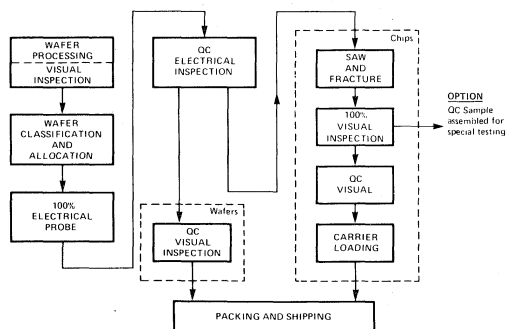 WAFER
PROCESSING
VISUAL
INSPECTION
WAFER
CLASSIFICATION
AND
ALLOCATION
100%
ELECTRICAL
PROBE
QC
ELECTRICAL
INSPECTION
Wafers
QC
VISUAL
INSPECTION
Chips
SAW
AND
FRACTURE
100%
VISUAL
INSPECTION
QC
VISUAL
CARRIER
LOADING
OPTION
QC Sample
assembled for
special testing
PACKING AND SHIPPING